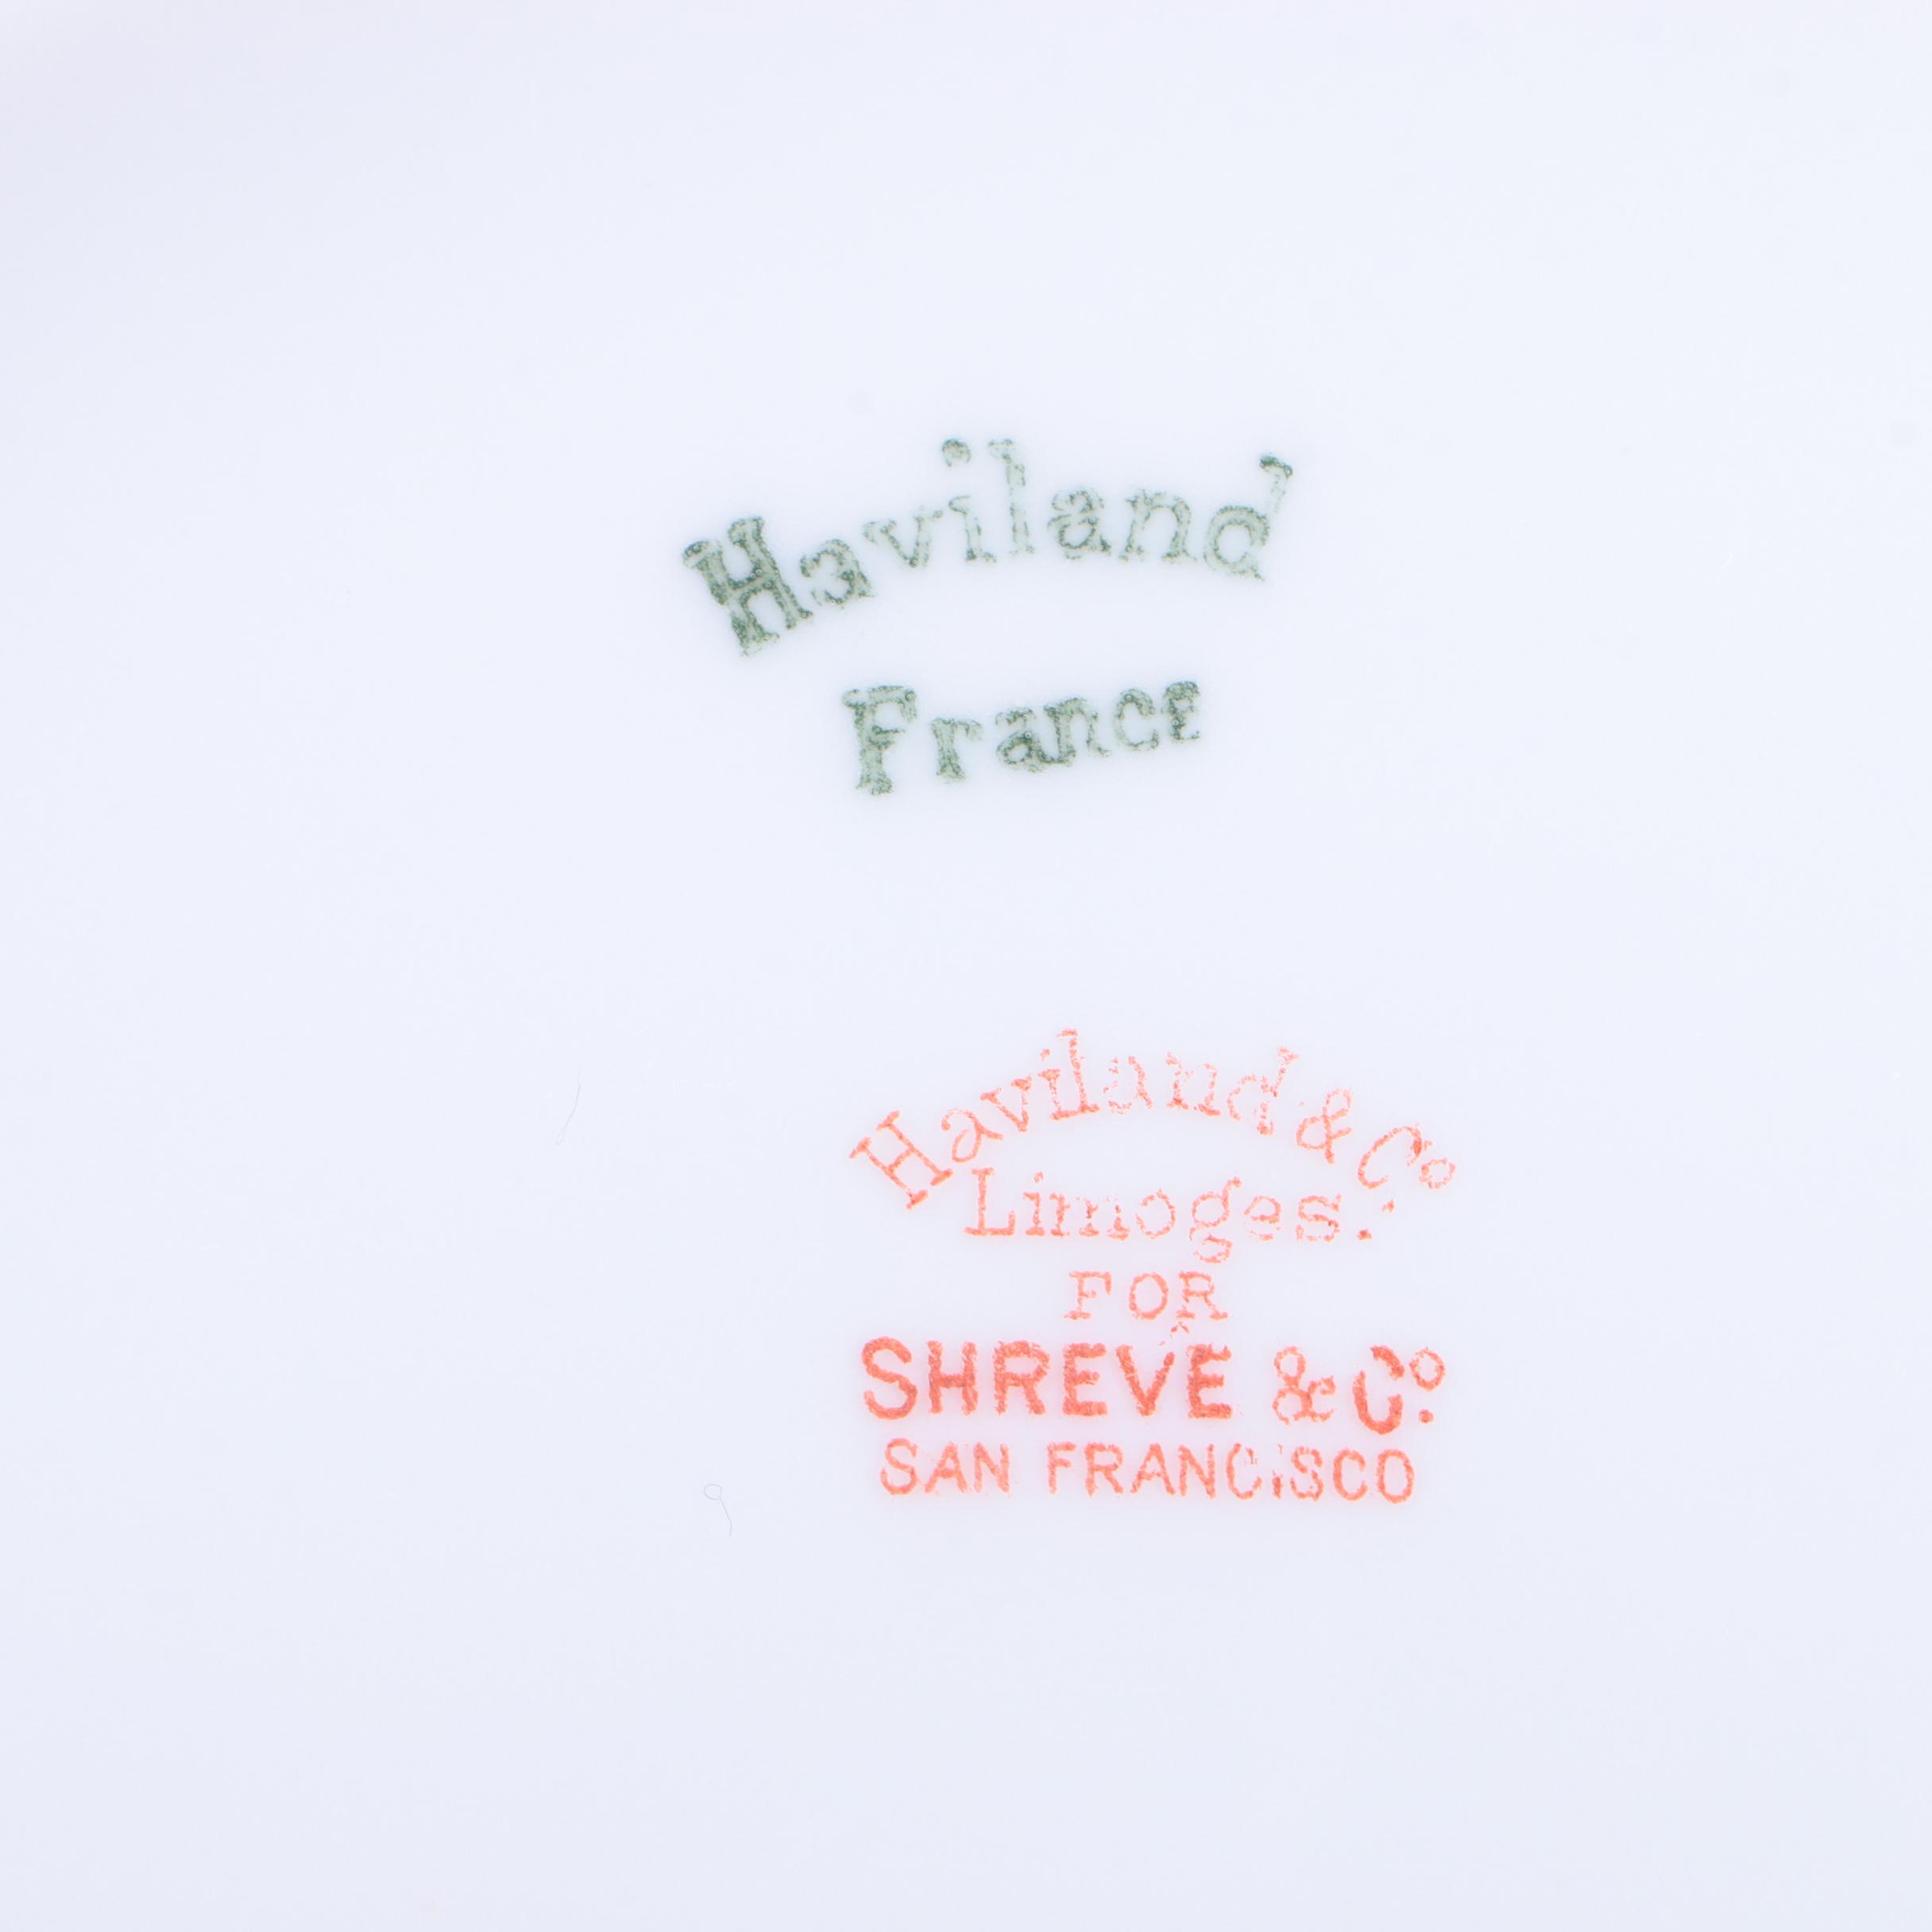 Haviland
France
Haviland & Co.
Limoges.
FOR
SHREVE & Co.
SAN FRANCISCO